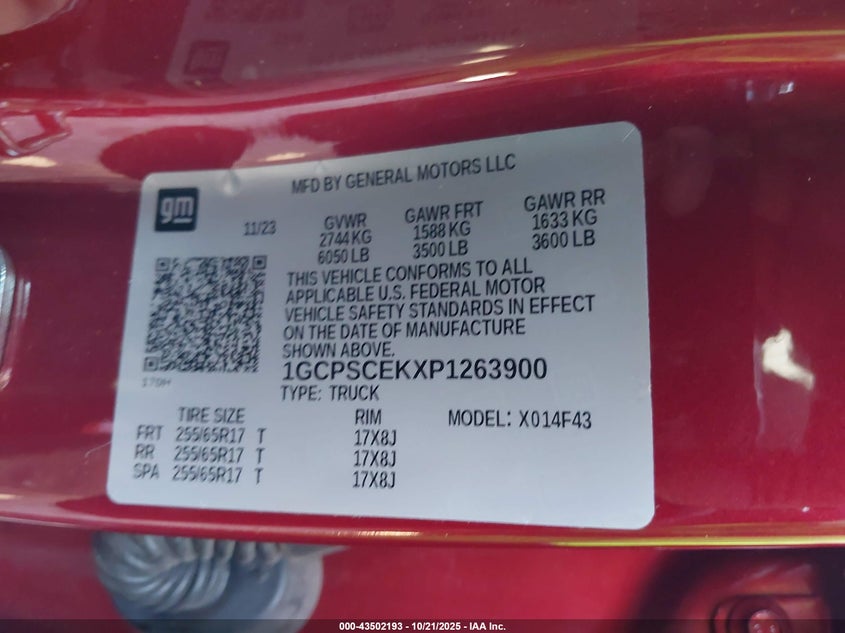 gm
MFD BY GENERAL MOTORS LLC
11/23
GVWR
2744 KG
6050 LB
GAWR FRT
1588 KG
3500 LB
GAWR RR
1633 KG
3600 LB
THIS VEHICLE CONFORMS TO ALL
APPLICABLE U.S. FEDERAL MOTOR
VEHICLE SAFETY STANDARDS IN EFFECT
ON THE DATE OF MANUFACTURE
SHOWN ABOVE.
170H
1GCPSCEKXP1263900
TYPE: TRUCK
TIRE SIZE RIM MODEL: X014F43
FRT 255/65R17 T 17X8J
RR 255/65R17 T 17X8J
SPA 255/65R17 T 17X8J
000-43502193 - 10/21/2025 - IAA Inc.